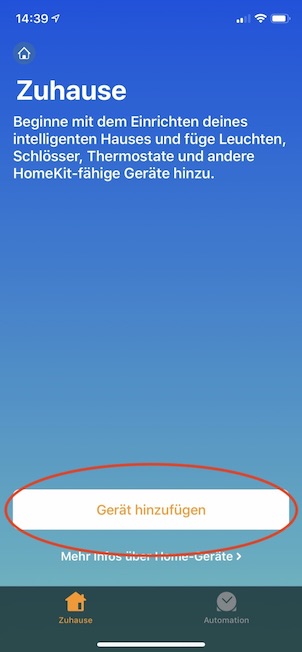 14:39
Zuhause
Beginne mit dem Einrichten deines
intelligenten Hauses und füge Leuchten,
Schlösser, Thermostate und andere
HomeKit-fähige Geräte hinzu.
Gerät hinzufügen
Mehr Infos über Home-Geräte
Zuhause
Automation